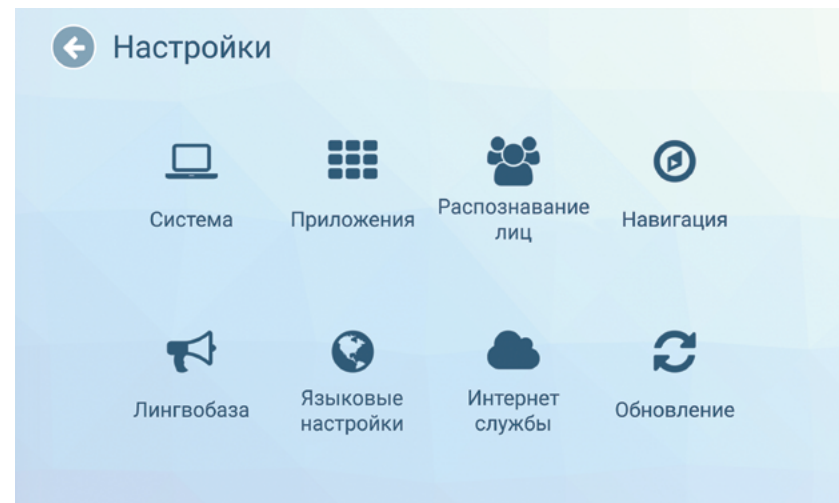 Настройки
Система
Приложения
Распознавание
лиц
Навигация
Лингвобаза
Языковые
настройки
Интернет
службы
Обновление